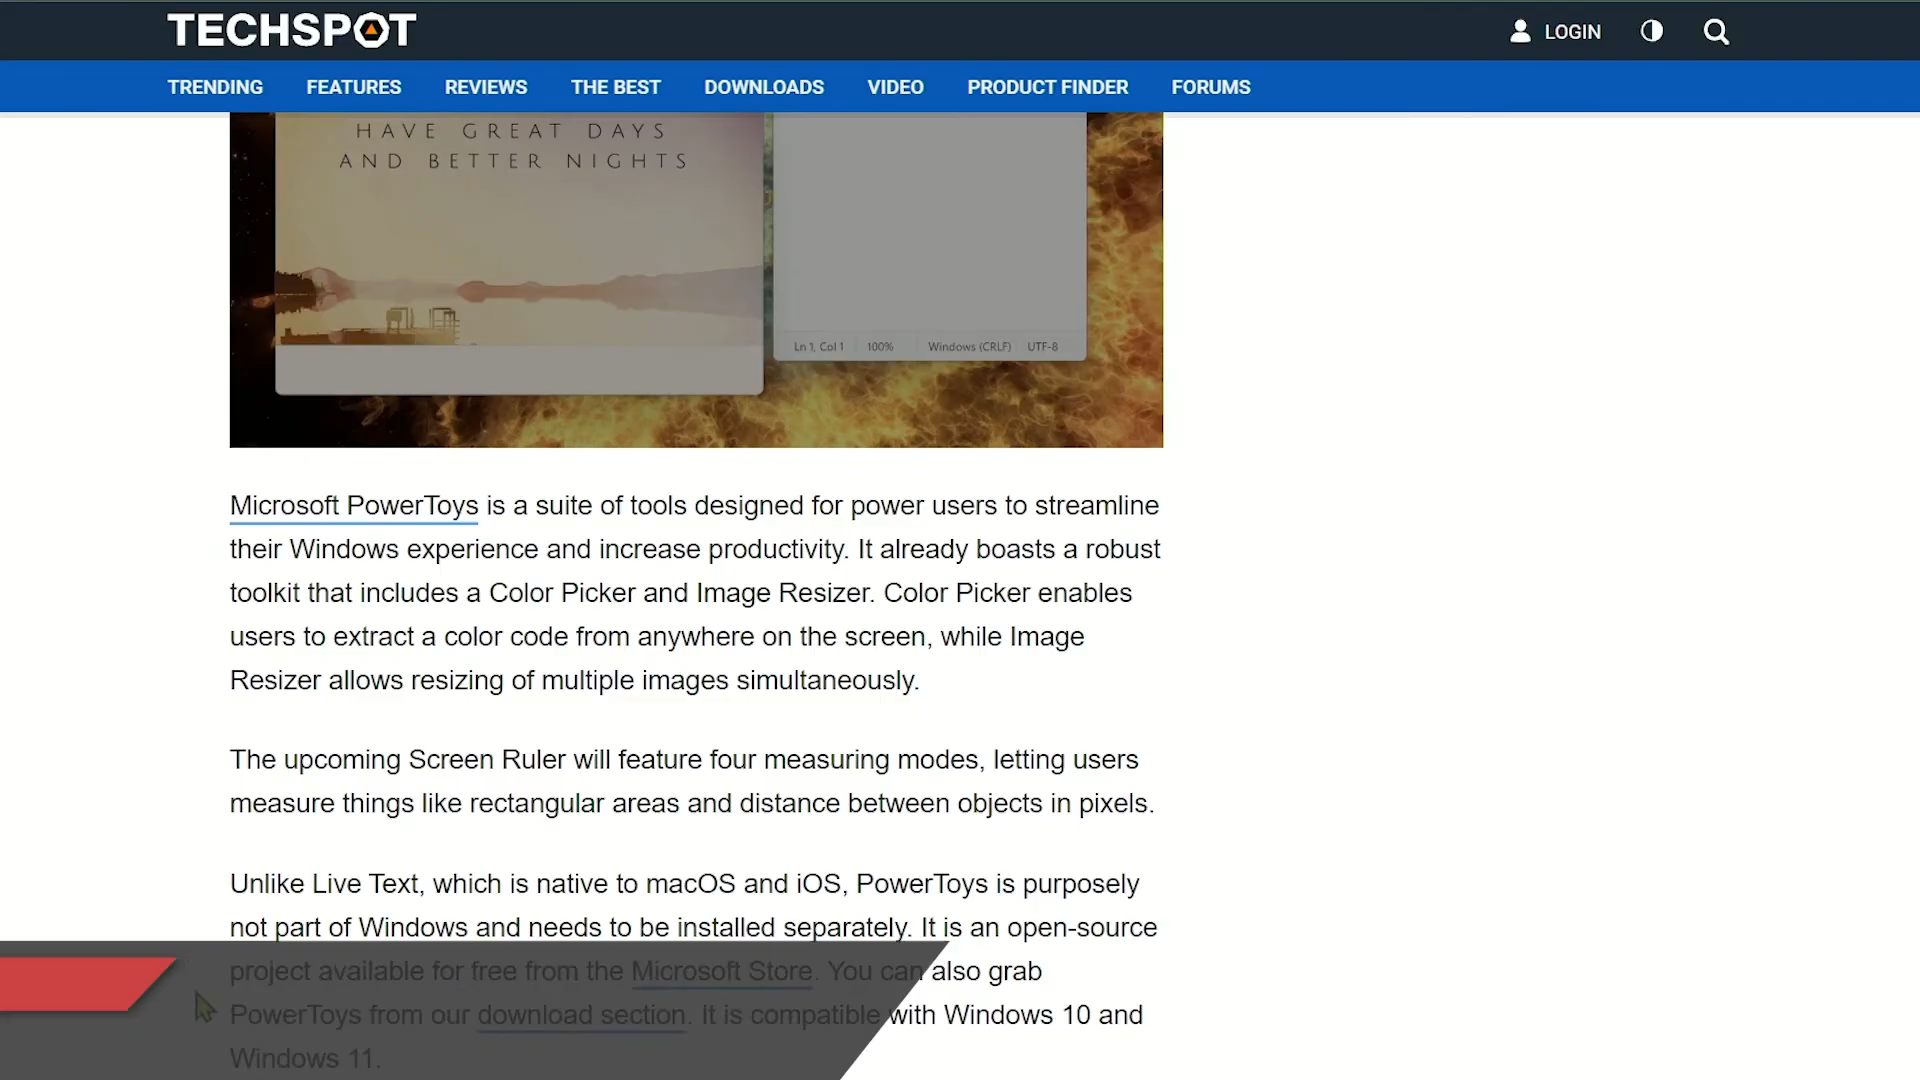 TECHSPOT
LOGIN
TRENDING FEATURES REVIEWS THE BEST DOWNLOADS VIDEO PRODUCT FINDER FORUMS
HAVE GREAT DAYS
AND BETTER NIGHTS
Ln 1, Col 1 100% Windows (CRLF) UTF-8
Microsoft PowerToys is a suite of tools designed for power users to streamline
their Windows experience and increase productivity. It already boasts a robust
toolkit that includes a Color Picker and Image Resizer. Color Picker enables
users to extract a color code from anywhere on the screen, while Image
Resizer allows resizing of multiple images simultaneously.
The upcoming Screen Ruler will feature four measuring modes, letting users
measure things like rectangular areas and distance between objects in pixels.
Unlike Live Text, which is native to macOS and iOS, PowerToys is purposely
not part of Windows and needs to be installed separately. It is an open-source
project available for free from the Microsoft Store. You can also grab
PowerToys from our download section. It is compatible with Windows 10 and
Windows 11.